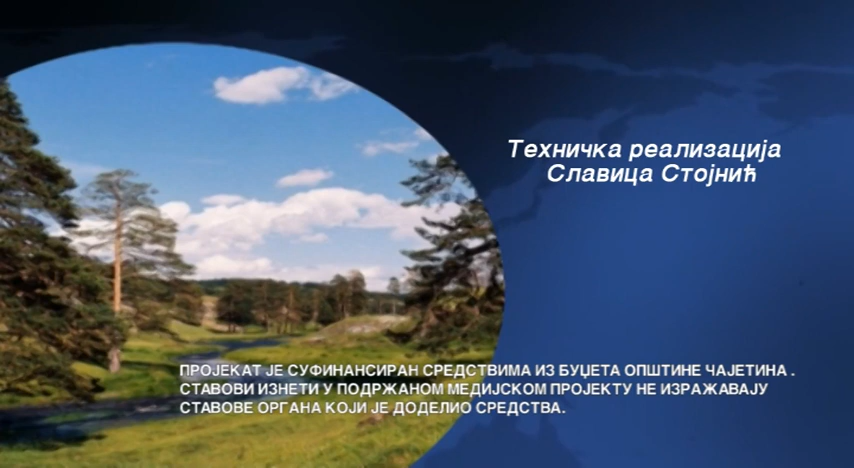 Техничка реализација
Славица Стојнић
ПРОЈЕКАТ ЈЕ СУФИНАНСИРАН СРЕДСТВИМА ИЗ БУЏЕТА ОПШТИНЕ ЧАЈЕТИНА .
СТАВОВИ ИЗНЕТИ У ПОДРЖАНОМ МЕДИЈСКОМ ПРОЈЕКТУ НЕ ИЗРАЖАВАЈУ
СТАВОВЕ ОРГАНА КОЈИ ЈЕ ДОДЕЛИО СРЕДСТВА.